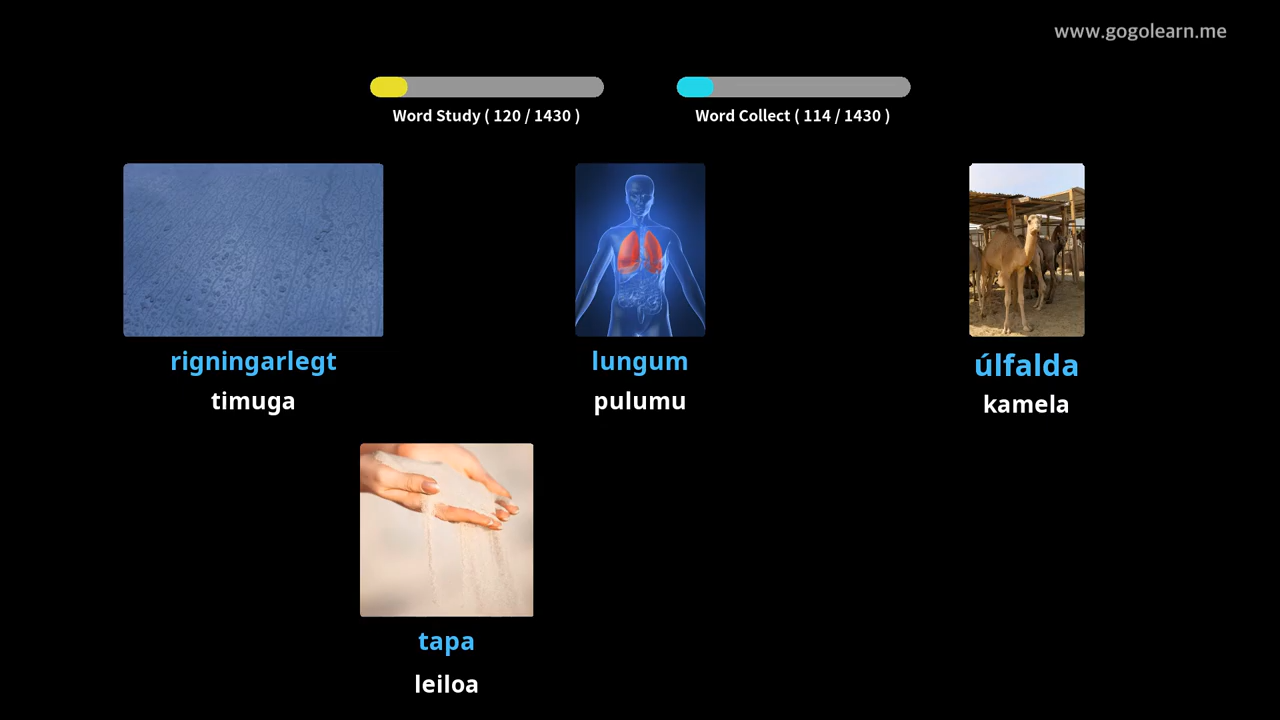 www.gogolearn.me
Word Study ( 120 / 1430 )
Word Collect ( 114 / 1430 )
rigningarlegt
timuga
lungum
pulumu
úlfalda
kamela
tapa
leiloa